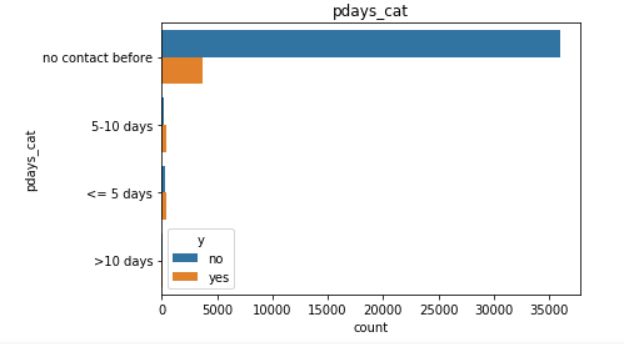 pdays_cat
no contact before
5-10 days
<= 5 days
>10 days
pdays_cat
y
no
yes
0 5000 10000 15000 20000 25000 30000 35000
count